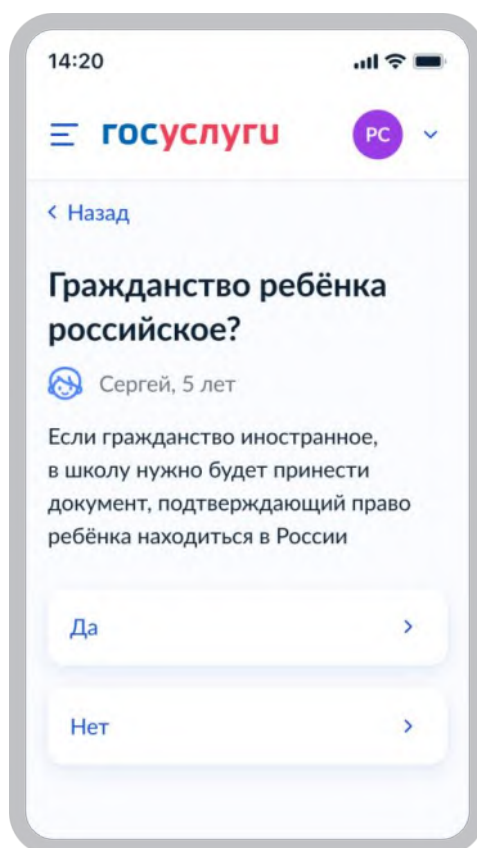 14:20
госуслуги
РС
Назад
Гражданство ребёнка
российское?
Сергей, 5 лет
Если гражданство иностранное,
в школу нужно будет принести
документ, подтверждающий право
ребёнка находиться в России
Да
Нет